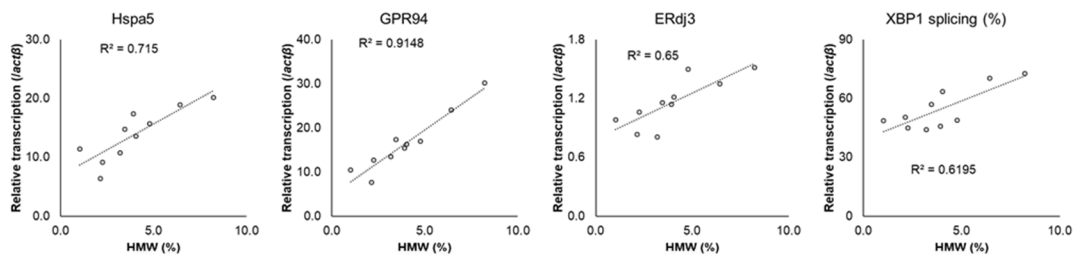 Hspa5
R² = 0.715
Relative transcription (/actβ)
30.0
20.0
10.0
0.0
0.0
5.0
10.0
HMW (%)
GPR94
R² = 0.9148
Relative transcription (/actβ)
40.0
30.0
20.0
10.0
0.0
0.0
5.0
10.0
HMW (%)
ERdj3
R² = 0.65
Relative transcription (/actβ)
1.8
1.2
0.6
0.0
0.0
5.0
10.0
HMW (%)
XBP1 splicing (%)
R² = 0.6195
Relative transcription (/actβ)
90
60
30
0
0.0
5.0
10.0
HMW (%)